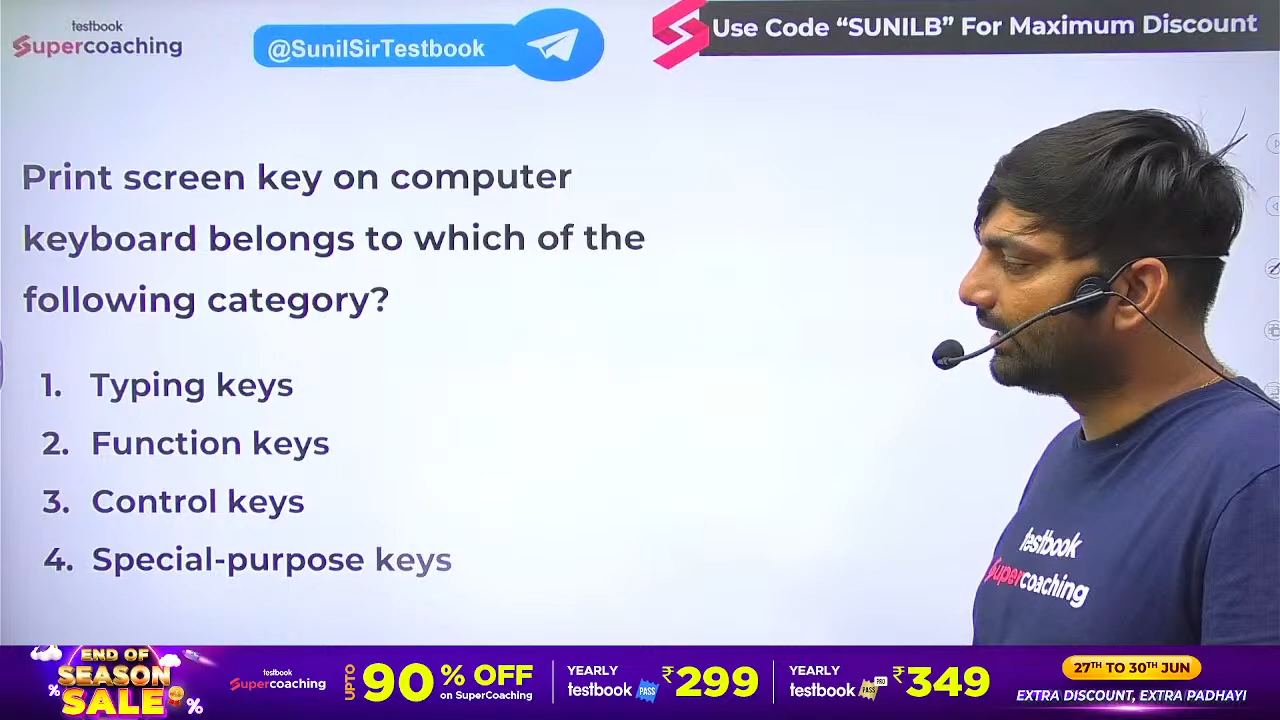 testbook
Supercoaching
@SunilSirTestbook
Use Code “SUNILB” For Maximum Discount
Print screen key on computer
keyboard belongs to which of the
following category?
1. Typing keys
2. Function keys
3. Control keys
4. Special-purpose keys
testbook
Supercoaching
END OF
SEASON
SALE
%
%
testbook
Supercoaching
UPTO
90% OFF
on SuperCoaching
YEARLY
testbook PASS ₹299
YEARLY
testbook PASS PRO ₹349
27TH TO 30TH JUN
EXTRA DISCOUNT, EXTRA PADHAYI